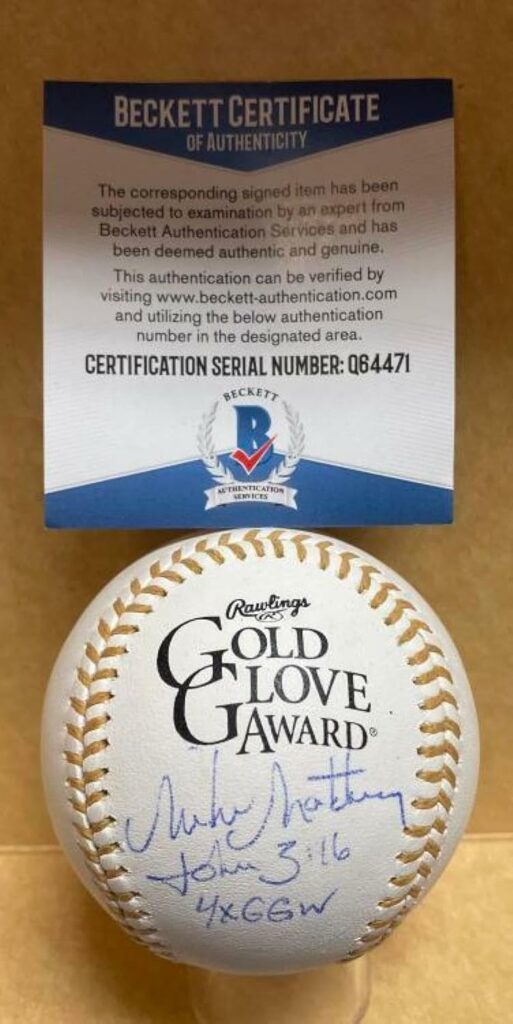 BECKETT CERTIFICATE
OF AUTHENTICITY
The corresponding signed item has been
subjected to examination by an expert from
Beckett Authentication Services and has
been deemed authentic and genuine.
This authentication can be verified by
visiting www.beckett-authentication.com
and utilizing the below authentication
number in the designated area.
CERTIFICATION SERIAL NUMBER: Q64471
BECKETT
B
AUTHENTICATION
SERVICES
Rawlings
R
GOLD
GLOVE
AWARD®
Mike Matheny
John 3:16
4XGGW